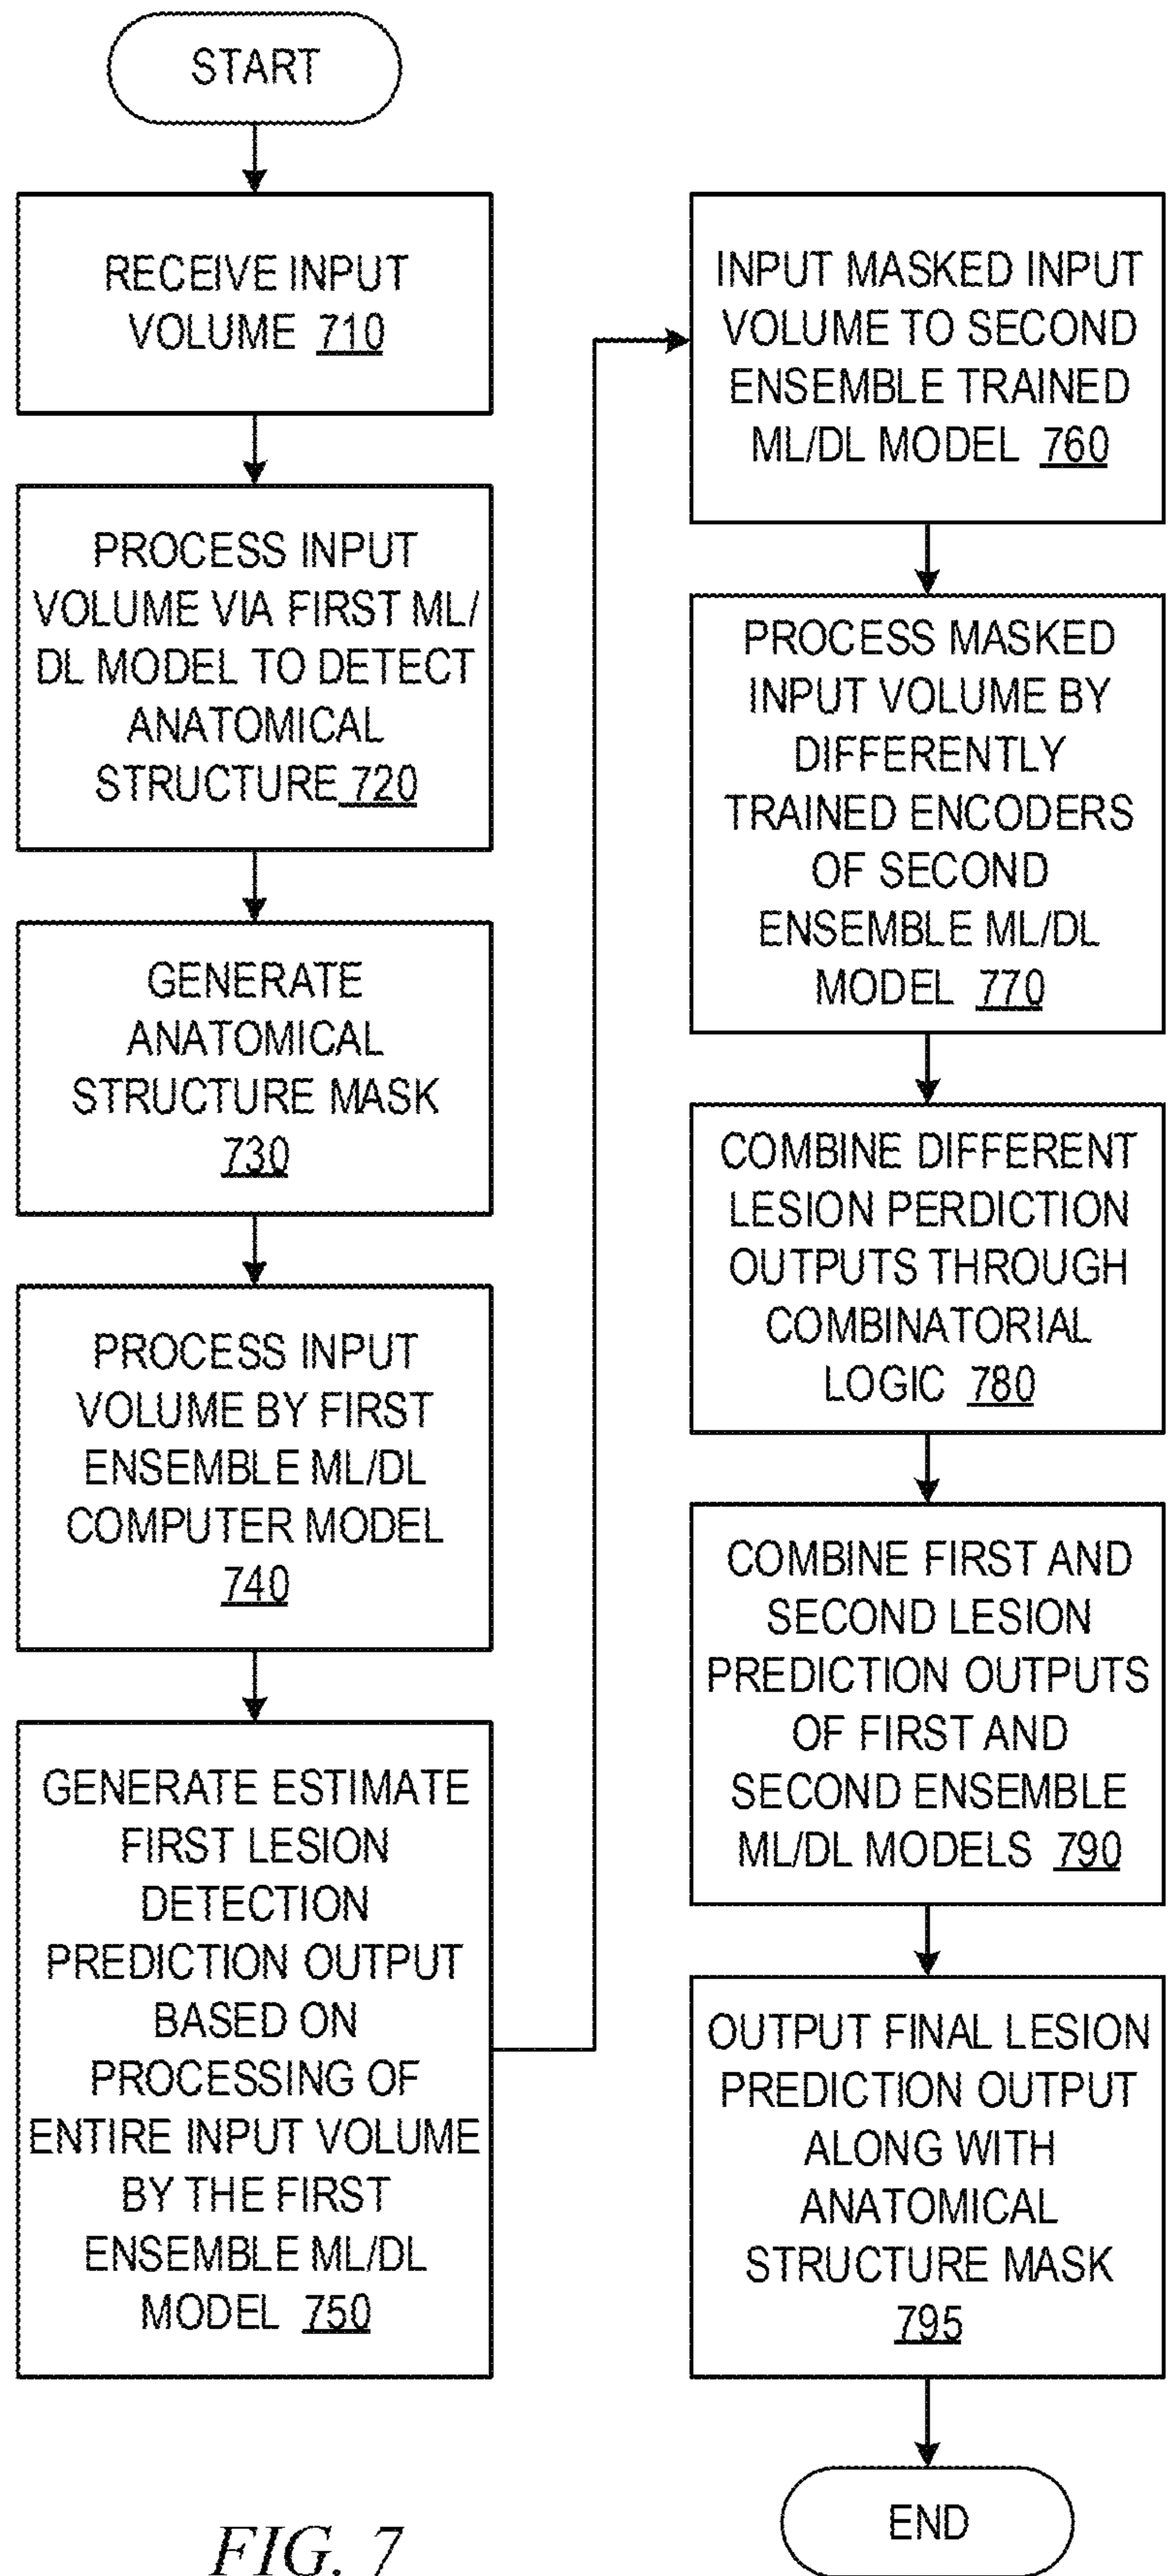 START
RECEIVE INPUT
VOLUME 710
PROCESS INPUT
VOLUME VIA FIRST ML/
DL MODEL TO DETECT
ANATOMICAL
STRUCTURE 720
GENERATE
ANATOMICAL
STRUCTURE MASK
730
PROCESS INPUT
VOLUME BY FIRST
ENSEMBLE ML/DL
COMPUTER MODEL
740
GENERATE ESTIMATE
FIRST LESION
DETECTION
PREDICTION OUTPUT
BASED ON
PROCESSING OF
ENTIRE INPUT VOLUME
BY THE FIRST
ENSEMBLE ML/DL
MODEL 750
INPUT MASKED INPUT
VOLUME TO SECOND
ENSEMBLE TRAINED
ML/DL MODEL 760
PROCESS MASKED
INPUT VOLUME BY
DIFFERENTLY
TRAINED ENCODERS
OF SECOND
ENSEMBLE ML/DL
MODEL 770
COMBINE DIFFERENT
LESION PERDICTION
OUTPUTS THROUGH
COMBINATORIAL
LOGIC 780
COMBINE FIRST AND
SECOND LESION
PREDICTION OUTPUTS
OF FIRST AND
SECOND ENSEMBLE
ML/DL MODELS 790
OUTPUT FINAL LESION
PREDICTION OUTPUT
ALONG WITH
ANATOMICAL
STRUCTURE MASK
795
END
FIG. 7